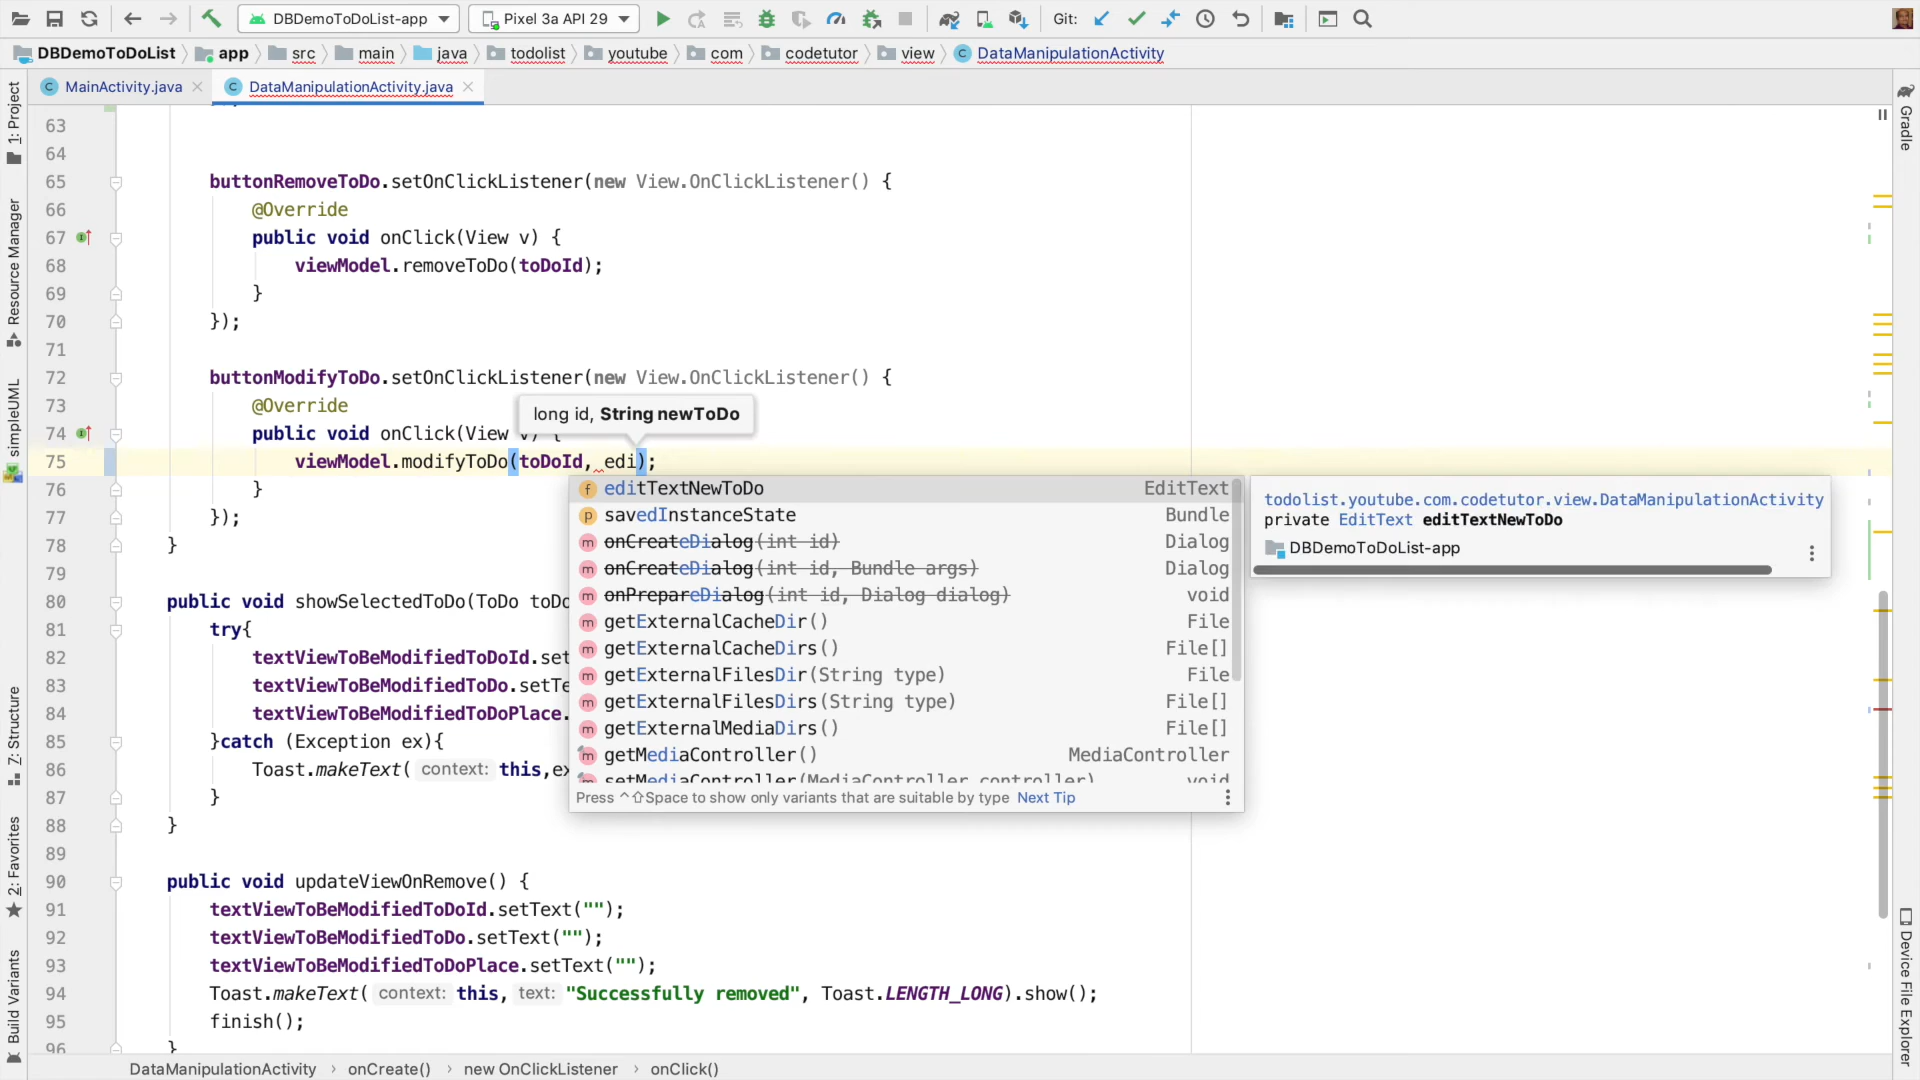 DBDemoToDoList-app
Pixel 3a API 29
Git:
DBDemoToDoList
app
src
main
java
todolist
youtube
com
codetutor
view
DataManipulationActivity
MainActivity.java
DataManipulationActivity.java
1: Project
Resource Manager
simpleUML
7: Structure
2: Favorites
Build Variants
Gradle
Device File Explorer
63
64
65 buttonRemoveToDo.setOnClickListener(new View.OnClickListener() {
66 @Override
67 public void onClick(View v) {
68 viewModel.removeToDo(toDoId);
69 }
70 });
71
72 buttonModifyToDo.setOnClickListener(new View.OnClickListener() {
73 @Override
long id, String newToDo
74 public void onClick(View v) {
75 viewModel.modifyToDo(toDoId, edi);
76 }
77 });
78 }
79
80 public void showSelectedToDo(ToDo toDo
81 try{
82 textViewToBeModifiedToDoId.set
83 textViewToBeModifiedToDo.setTe
84 textViewToBeModifiedToDoPlace.
85 }catch (Exception ex){
86 Toast.makeText( context: this,ex
87 }
88 }
89
90 public void updateViewOnRemove() {
91 textViewToBeModifiedToDoId.setText("");
92 textViewToBeModifiedToDo.setText("");
93 textViewToBeModifiedToDoPlace.setText("");
94 Toast.makeText( context: this, text: "Successfully removed", Toast.LENGTH_LONG).show();
95 finish();
96 }
f editTextNewToDo EditText
p savedInstanceState Bundle
m onCreateDialog(int id) Dialog
m onCreateDialog(int id, Bundle args) Dialog
m onPrepareDialog(int id, Dialog dialog) void
m getExternalCacheDir() File
m getExternalCacheDirs() File[]
m getExternalFilesDir(String type) File
m getExternalFilesDirs(String type) File[]
m getExternalMediaDirs() File[]
m getMediaController() MediaController
m setMediaController(MediaController controller) void
Press ^⇧Space to show only variants that are suitable by type Next Tip
todolist.youtube.com.codetutor.view.DataManipulationActivity
private EditText editTextNewToDo
DBDemoToDoList-app
DataManipulationActivity › onCreate() › new OnClickListener › onClick()